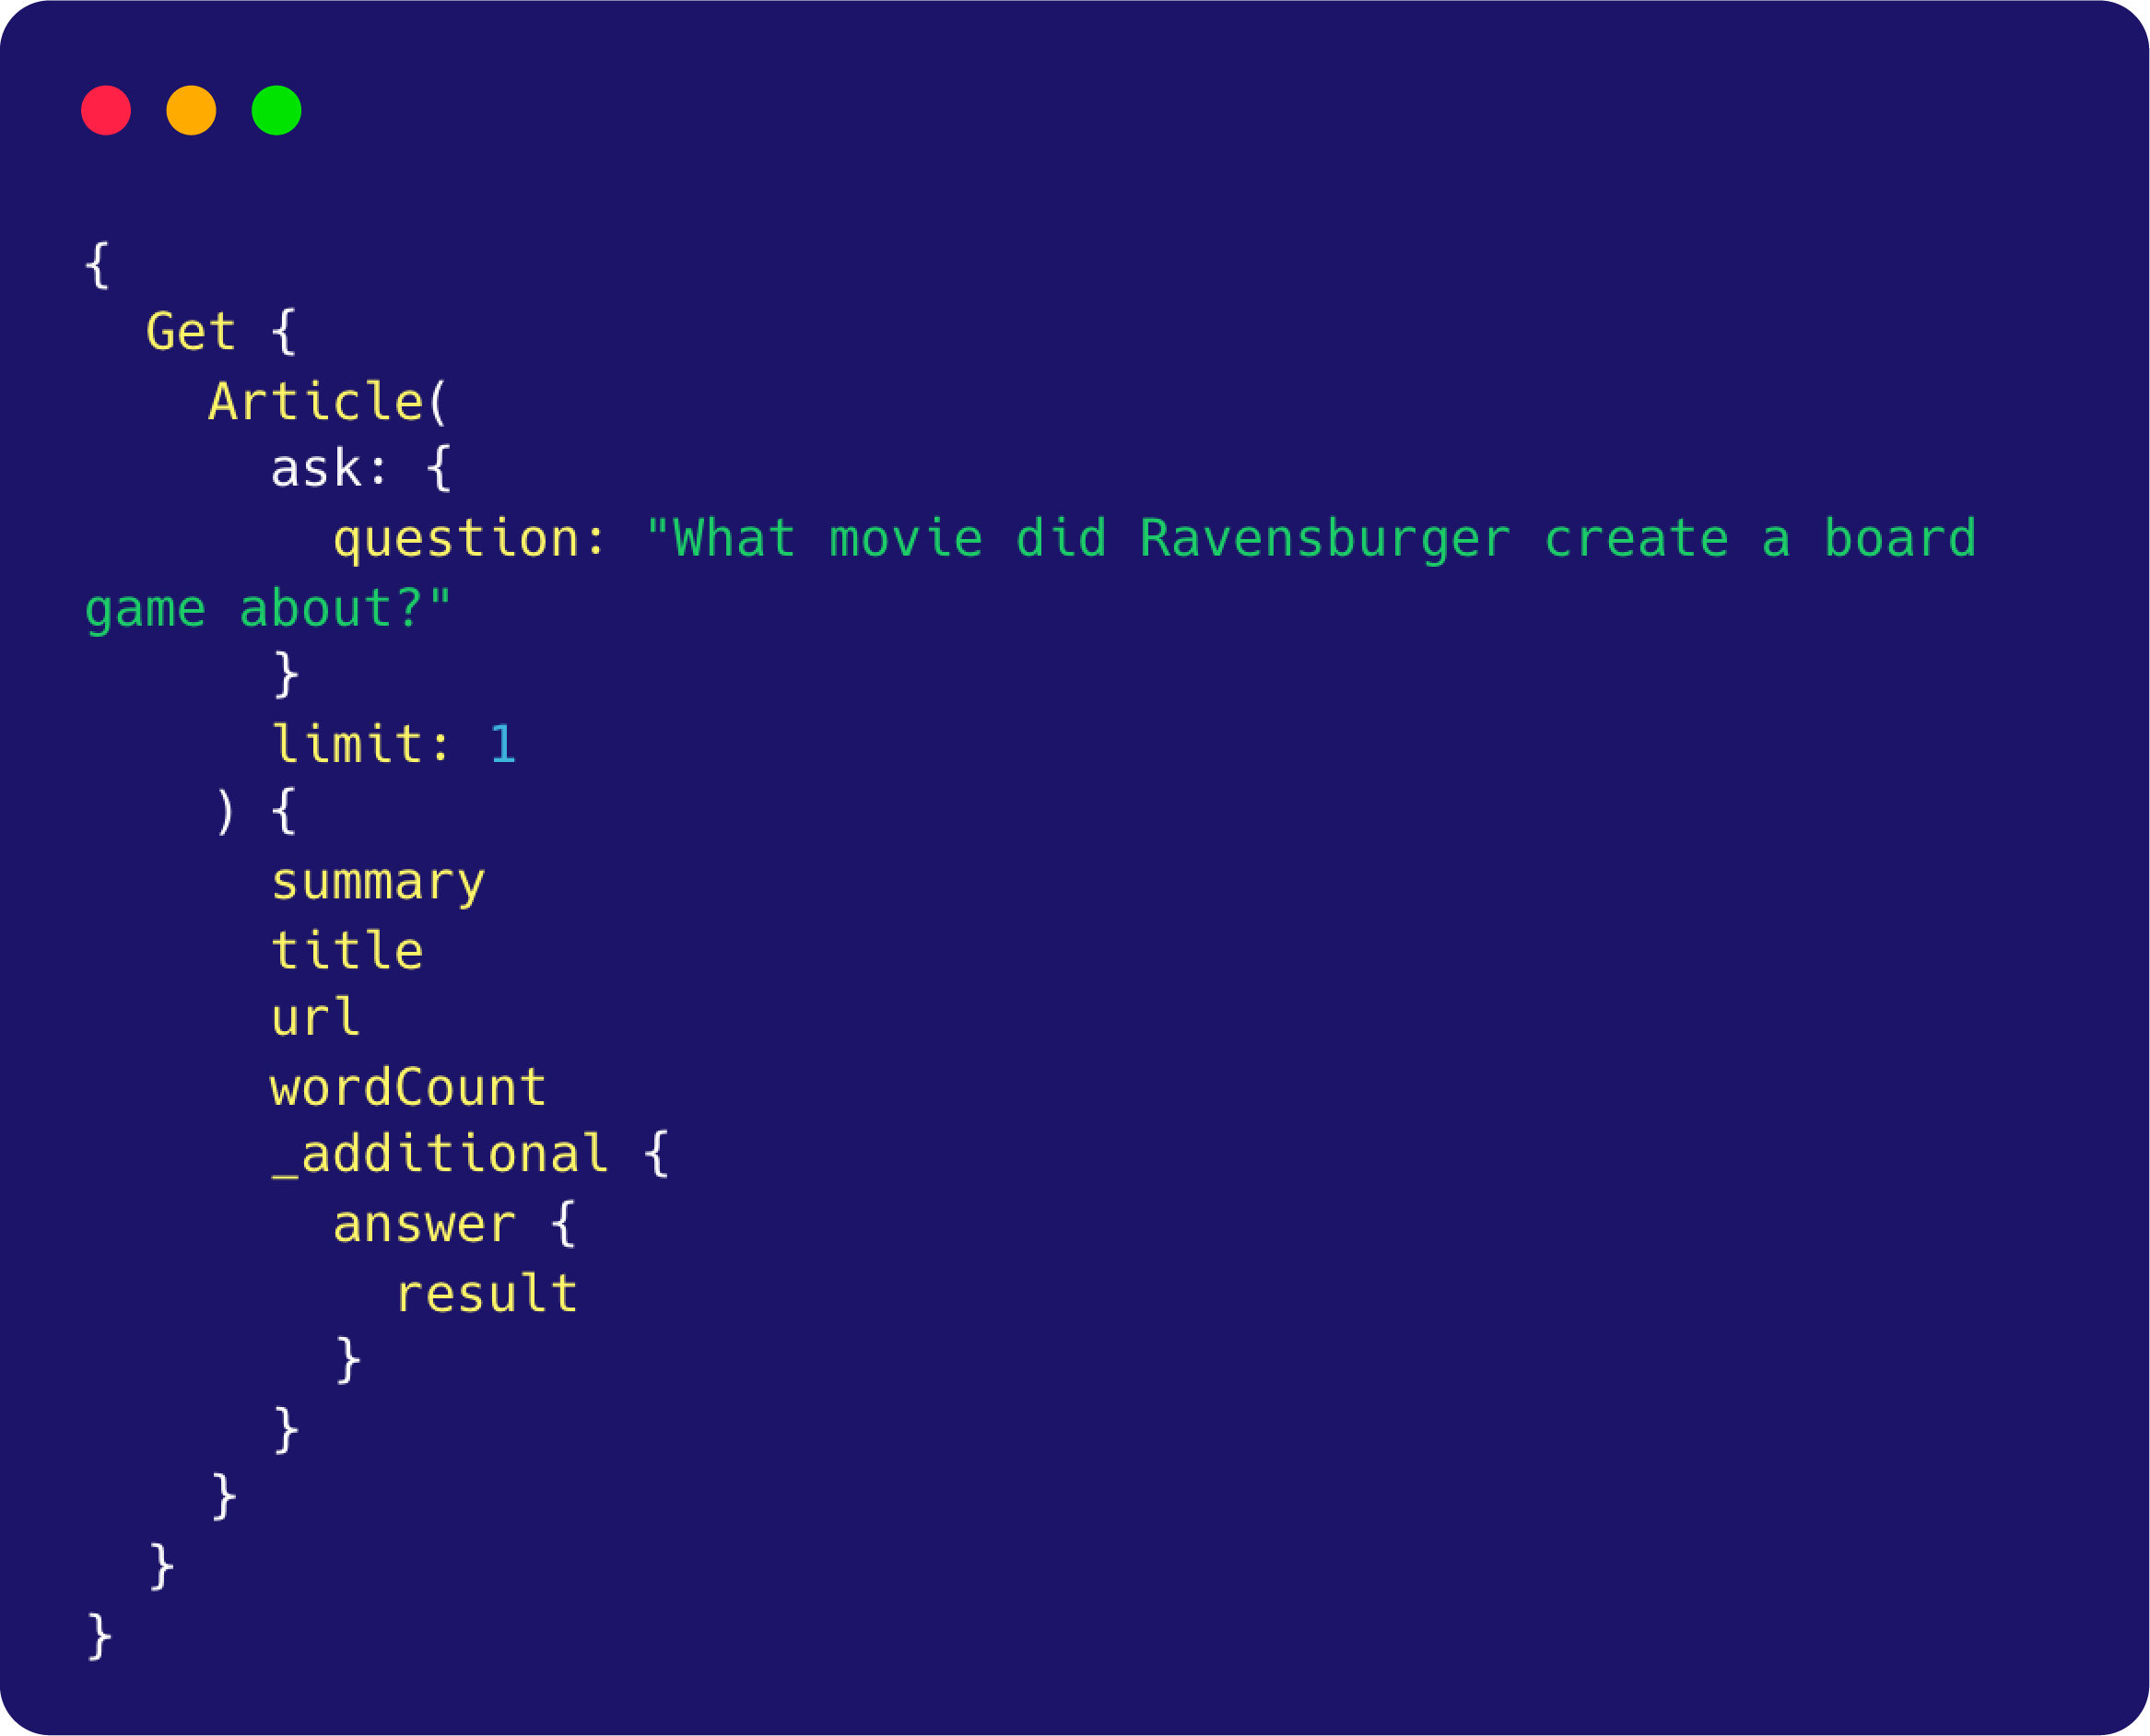 {
  Get {
    Article(
      ask: {
        question: "What movie did Ravensburger create a board
game about?"
      }
      limit: 1
    ) {
      summary
      title
      url
      wordCount
      _additional {
        answer {
          result
        }
      }
    }
  }
}